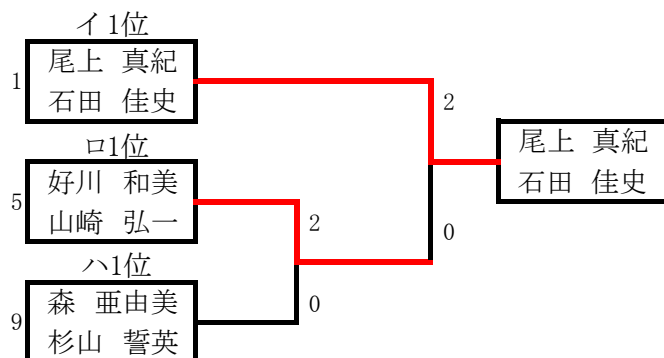 イ1位
1
尾上 真紀
石田 佳史
2
尾上 真紀
石田 佳史
ロ1位
5
好川 和美
山崎 弘一
2
0
ハ1位
9
森 亜由美
杉山 誓英
0